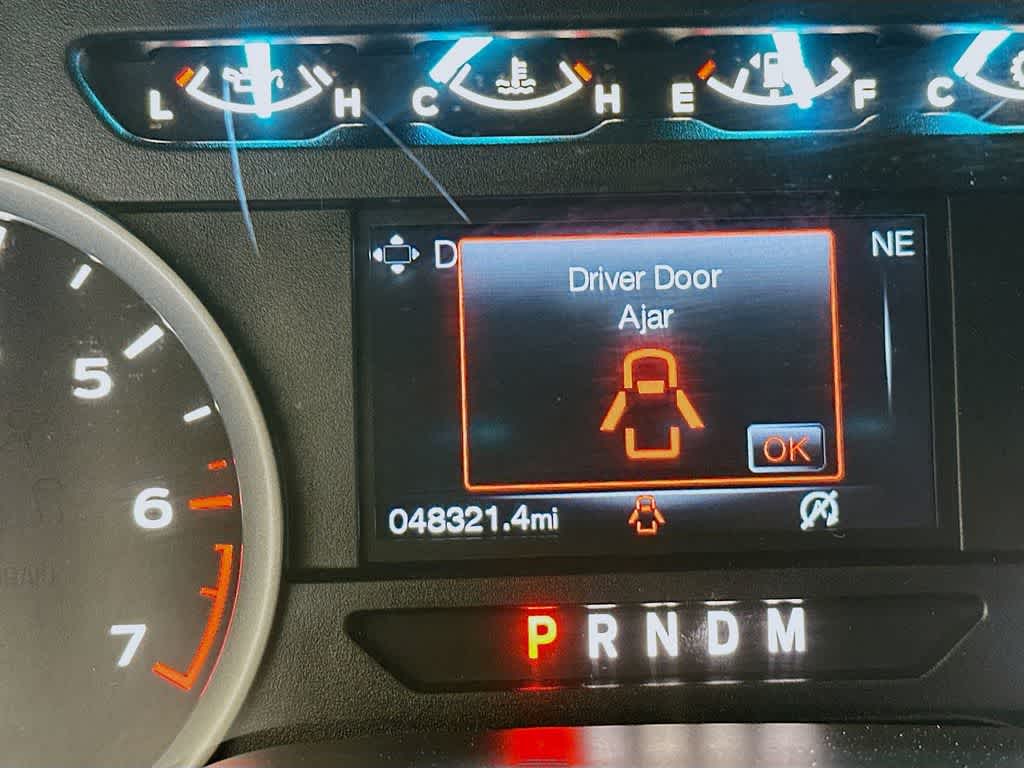 L H C H E F C
D
NE
Driver Door
Ajar
OK
048321.4mi
5
6
7
P R N D M